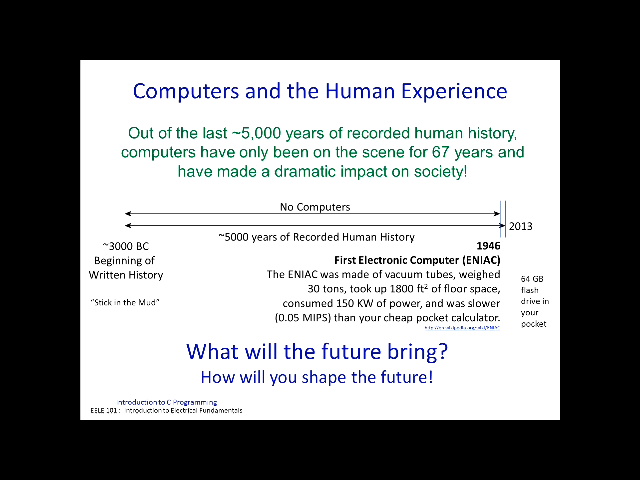 Computers and the Human Experience
Out of the last ~5,000 years of recorded human history,
computers have only been on the scene for 67 years and
have made a dramatic impact on society!
No Computers
2013
~5000 years of Recorded Human History
~3000 BC
Beginning of
Written History
"Stick in the Mud"
1946
First Electronic Computer (ENIAC)
The ENIAC was made of vacuum tubes, weighed
30 tons, took up 1800 ft² of floor space,
consumed 150 KW of power, and was slower
(0.05 MIPS) than your cheap pocket calculator.
64 GB
flash
drive in
your
pocket
What will the future bring?
How will you shape the future!
Introduction to C Programming
EELE 101: Introduction to Electrical Fundamentals